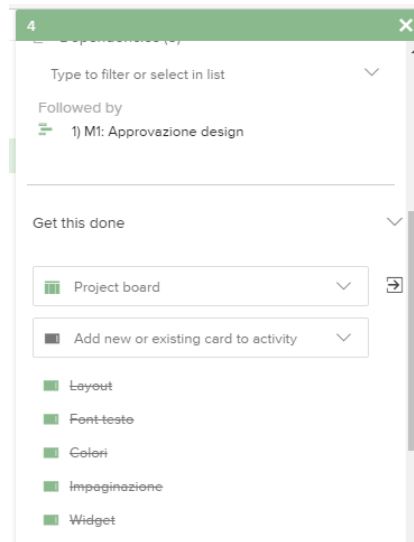 4
Type to filter or select in list
Followed by
1) M1: Approvazione design
Get this done
Project board
Add new or existing card to activity
Layout
Font testo
Colori
Impaginazione
Widget